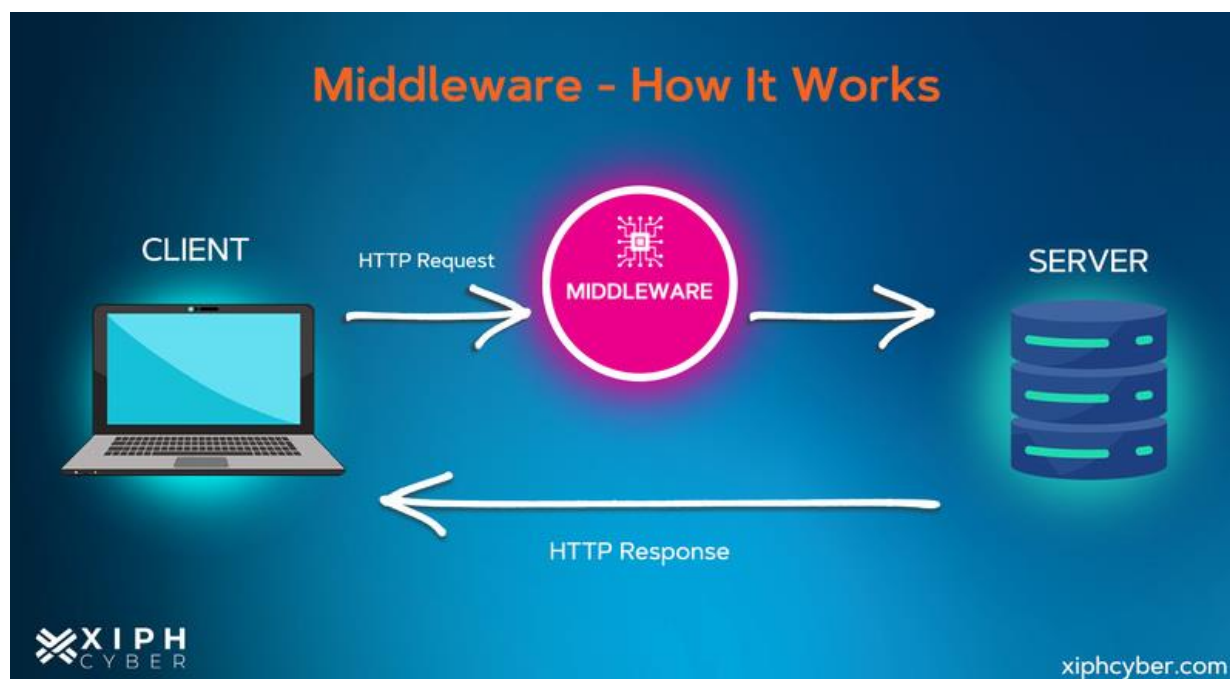 Middleware - How It Works
CLIENT
HTTP Request
MIDDLEWARE
SERVER
HTTP Response
XIPH
CYBER
xiphcyber.com